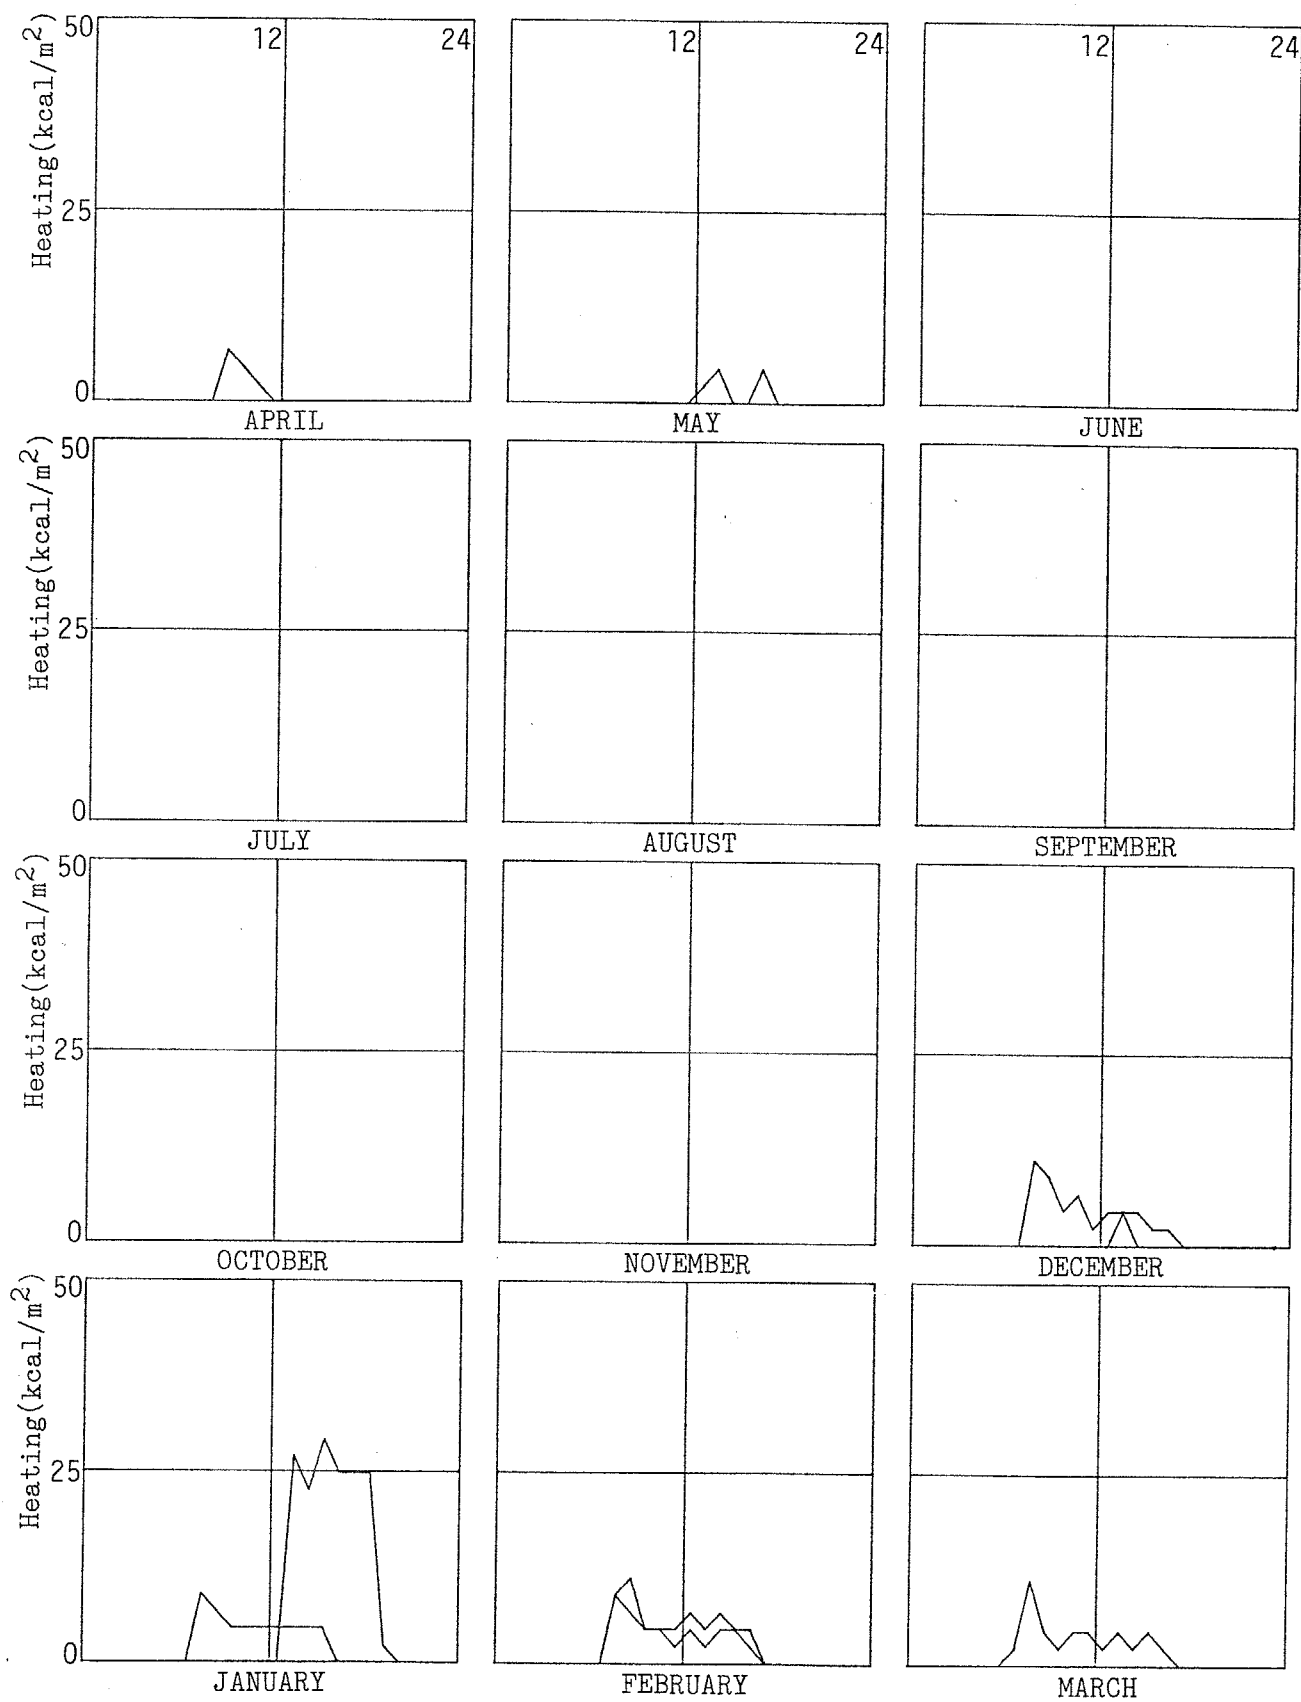 50 12 24 12 24 12 24
Heating(kcal/m²)
25
0
APRIL MAY JUNE
50
Heating(kcal/m²)
25
0
JULY AUGUST SEPTEMBER
50
Heating(kcal/m²)
25
0
OCTOBER NOVEMBER DECEMBER
50
Heating(kcal/m²)
25
0
JANUARY FEBRUARY MARCH